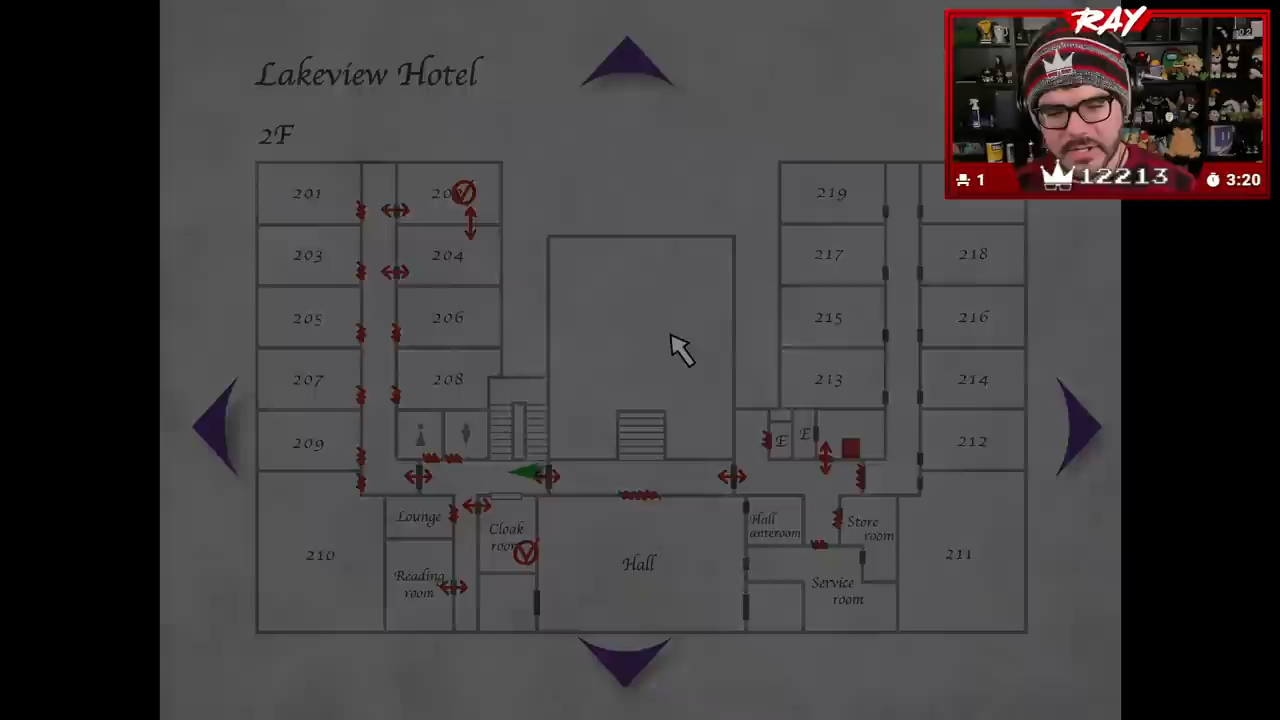 RAY
1
12213
3:20
Lakeview Hotel
2F
201
219
203
204
217
218
205
206
215
216
207
208
213
214
209
E
E
212
210
Lounge
Cloak
room
Hall
anteroom
Store
room
211
Reading
room
Hall
Service
room